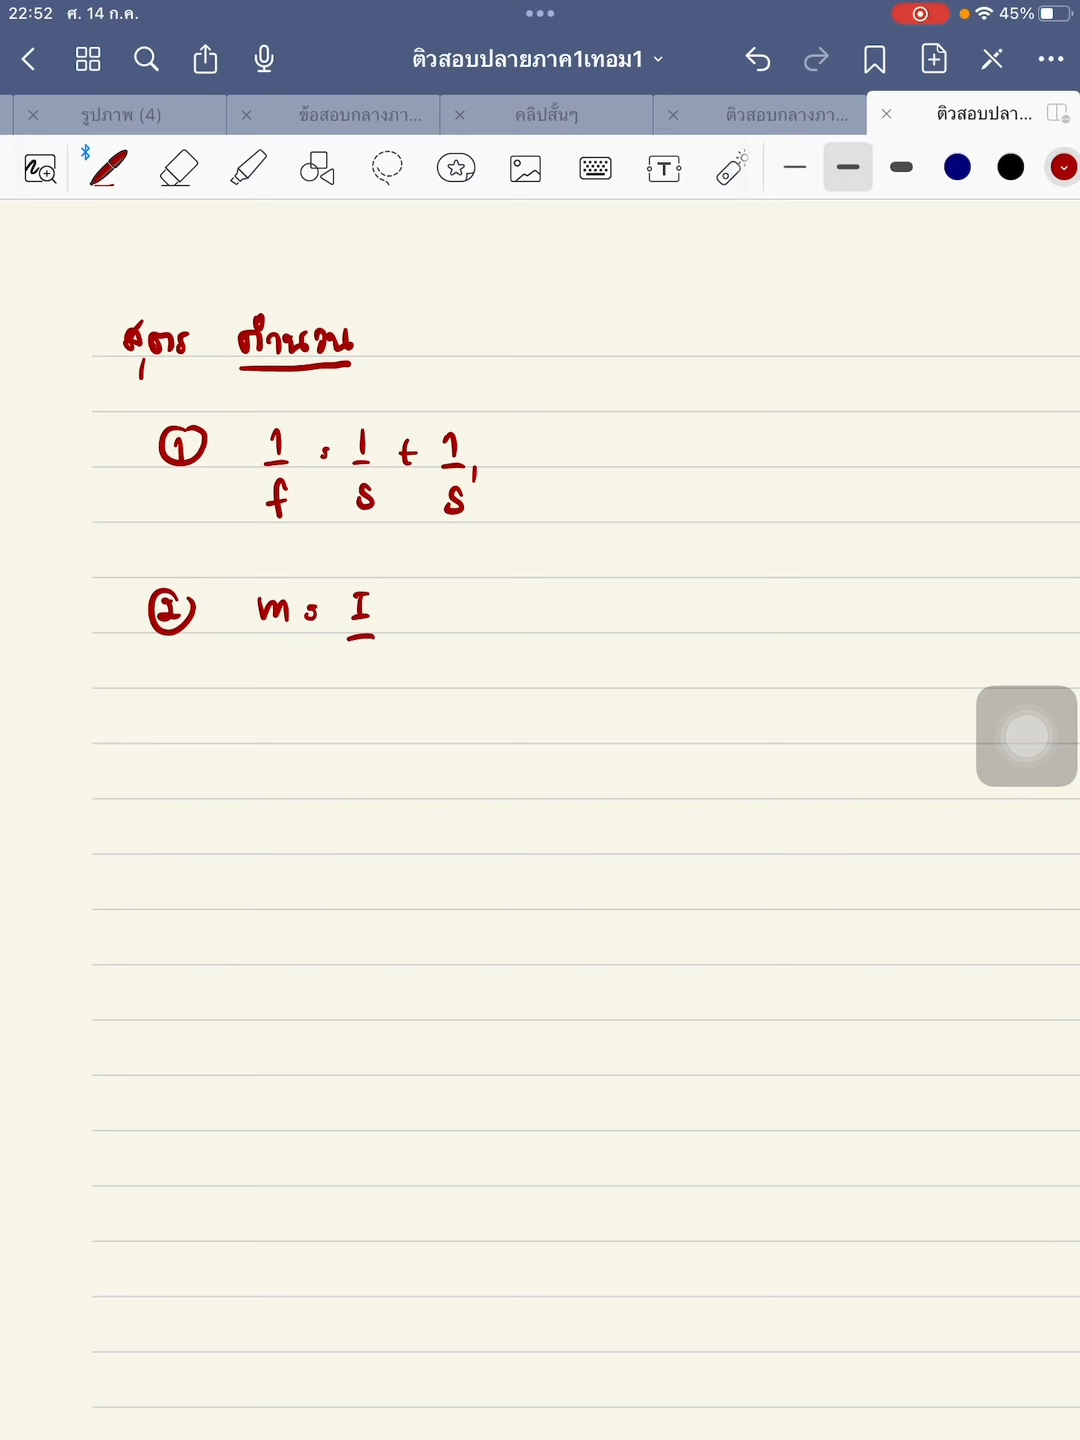 22:52 ศ. 14 ก.ค. 45%
ติวสอบปลายภาค1เทอม1
รูปภาพ (4) ข้อสอบกลางภา... คลิปสั้นๆ ติวสอบกลางภา... ติวสอบปลา...
T
สูตร คำนวน
① 1/f = 1/s + 1/s'
② m = I